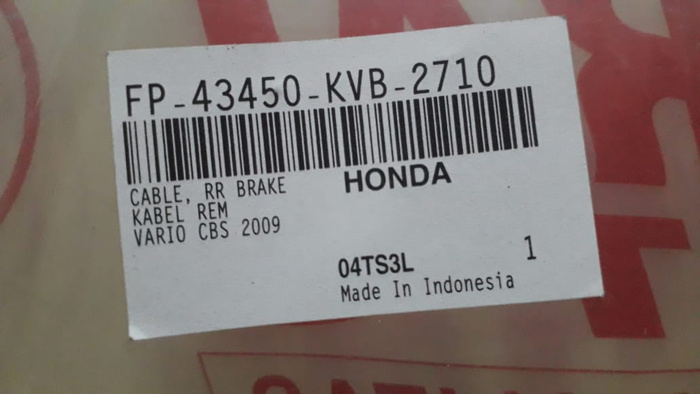 FP-43450-KVB-2710
CABLE, RR BRAKE
HONDA
KABEL REM
VARIO CBS 2009
04TS3L
1
Made In Indonesia